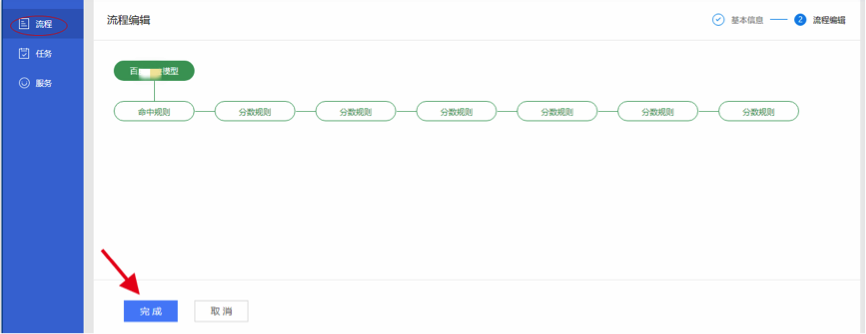 流程
任务
服务
流程编辑
基本信息
2 流程编辑
百 模型
命中规则 分数规则 分数规则 分数规则 分数规则 分数规则 分数规则
完成 取消